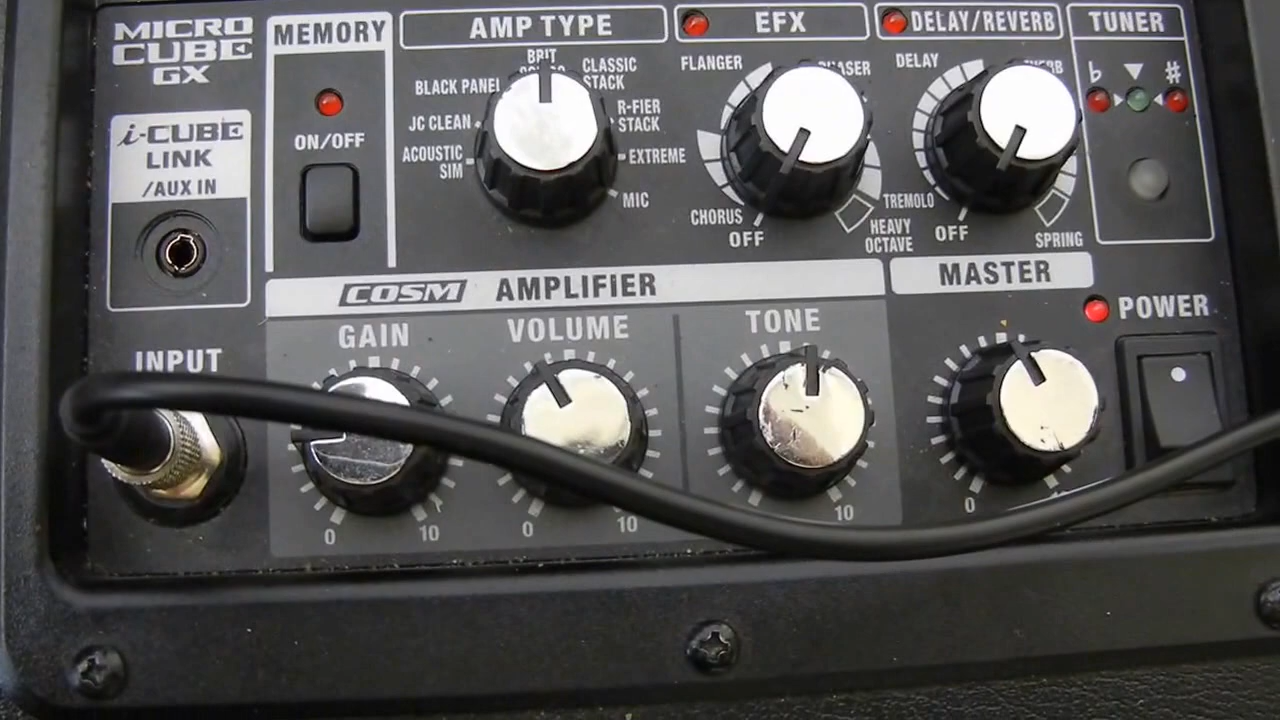 MICRO
CUBE
GX
i-CUBE
LINK
/AUX IN
INPUT
MEMORY
ON/OFF
AMP TYPE
BRIT
CLASSIC
STACK
BLACK PANEL
R-FIER
STACK
JC CLEAN
ACOUSTIC
SIM
EXTREME
MIC
EFX
FLANGER
CHORUS
OFF
HEAVY
OCTAVE
DELAY/REVERB
DELAY
TREMOLO
OFF
SPRING
TUNER
♭ ♯
COSM AMPLIFIER
GAIN
0 10
VOLUME
0 10
TONE
10
MASTER
0
POWER